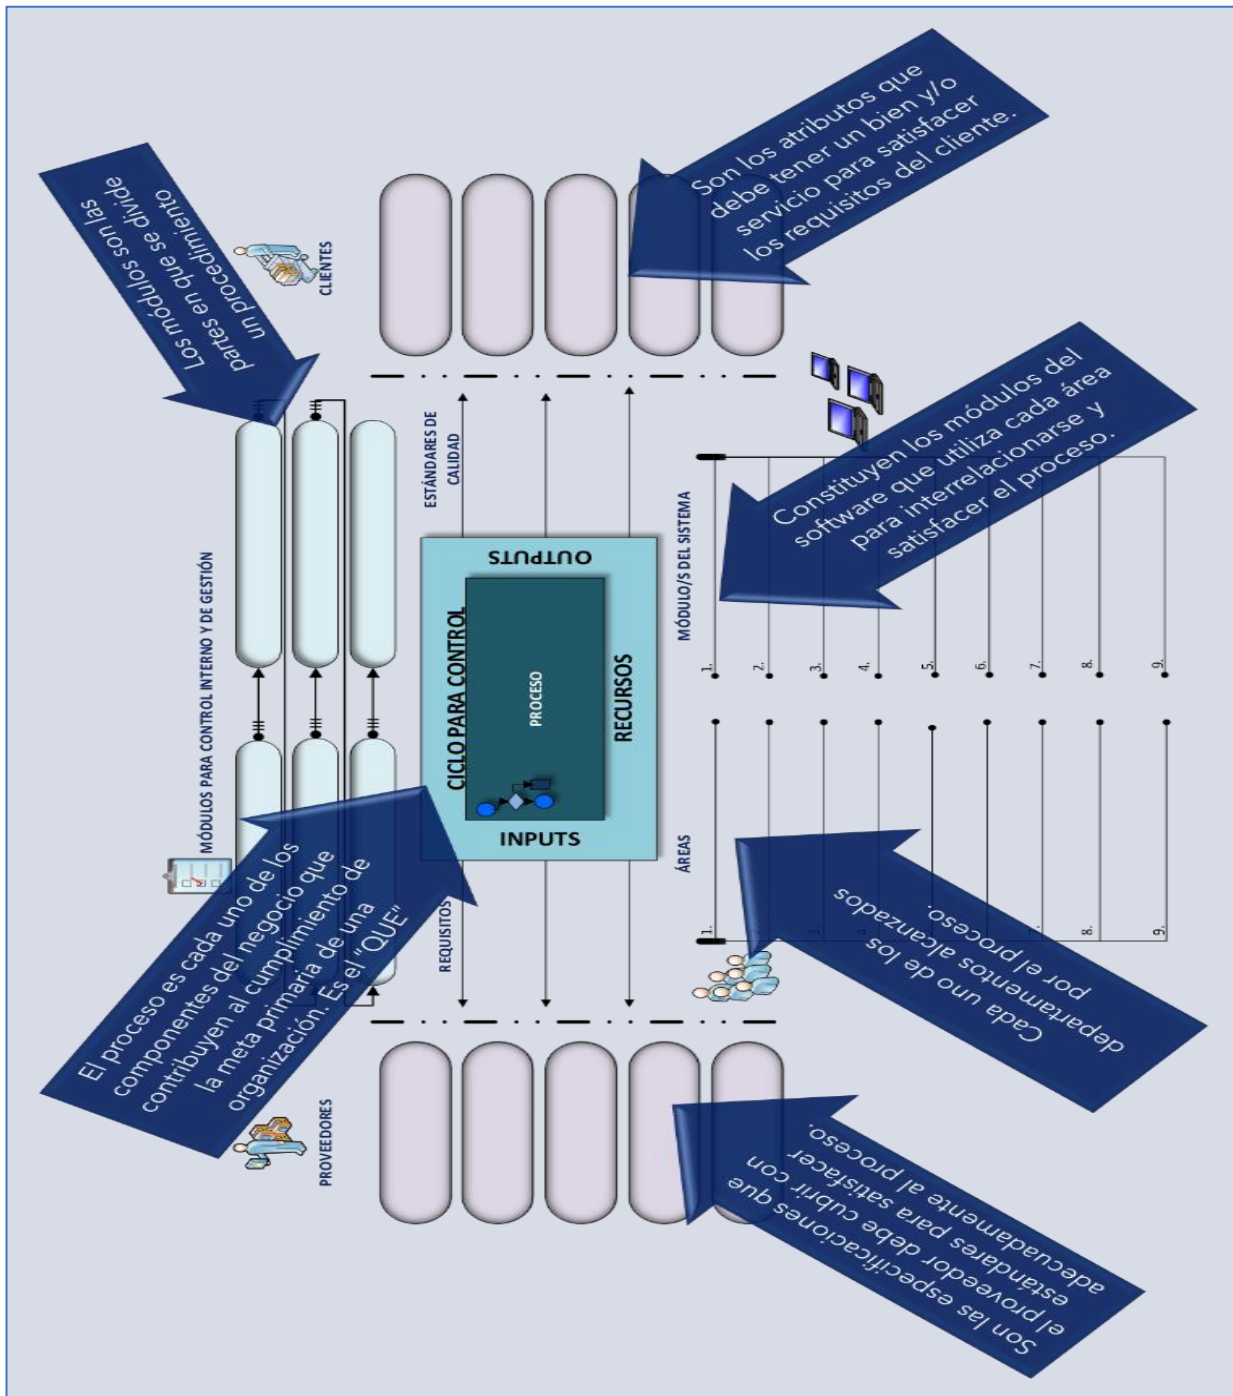 Los módulos son las
partes en que se divide
un procedimiento
Son los atributos que
debe tener un bien y/o
servicio para satisfacer
los requisitos del cliente.
El proceso es cada uno de los
componentes del negocio que
contribuyen al cumplimiento de
la meta primaria de una
organización. Es el "QUE"
MÓDULOS PARA CONTROL INTERNO Y DE GESTIÓN
PROVEEDORES
CLIENTES
REQUISITOS
ESTÁNDARES DE
CALIDAD
CICLO PARA CONTROL
INPUTS
PROCESO
OUTPUTS
RECURSOS
ÁREAS
1.
4.
7.
8.
9.
MÓDULO/S DEL SISTEMA
1.
2.
3.
4.
5.
6.
7.
8.
9.
Constituyen los módulos del
software que utiliza cada área
para interrelacionarse y
satisfacer el proceso.
Cada uno de los
departamentos alcanzados
por el proceso.
Son las especificaciones que
el proveedor debe cubrir con
estándares para satisfacer
adecuadamente al proceso.